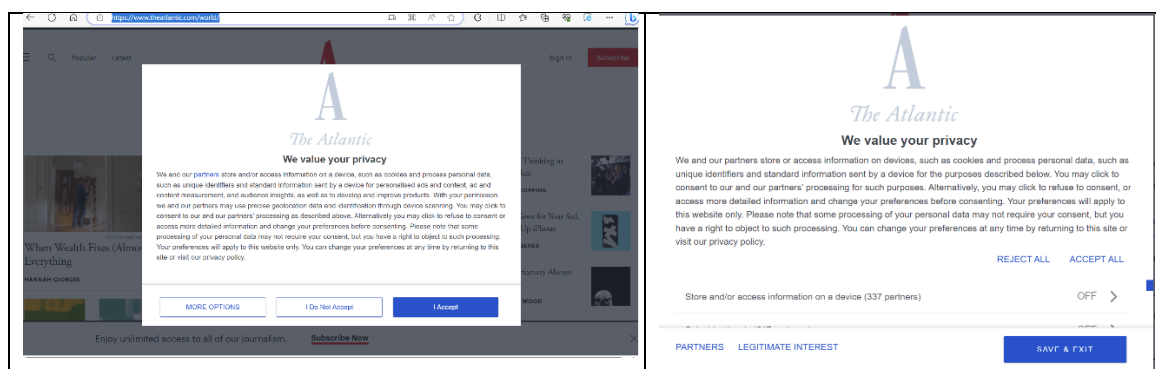 https://www.theatlantic.com/world/
Popular Latest
Sign In
Subscribe
A
The Atlantic
We value your privacy
We and our partners store and/or access information on a device, such as cookies and process personal data,
such as unique identifiers and standard information sent by a device for personalised ads and content, ad and
content measurement, and audience insights, as well as to develop and improve products. With your permission
we and our partners may use precise geolocation data and identification through device scanning. You may click to
consent to our and our partners' processing as described above. Alternatively you may click to refuse to consent or
access more detailed information and change your preferences before consenting. Please note that some
processing of your personal data may not require your consent, but you have a right to object to such processing.
Your preferences will apply to this website only. You can change your preferences at any time by returning to this
site or visit our privacy policy.
MORE OPTIONS
I Do Not Accept
I Accept
When Wealth Fixes (Almo
Everything
HANNAH GIORGIS
Thinking in
ews for Your Sad,
Up iPhone
Always
WOOD
Enjoy unlimited access to all of our journalism.
Subscribe Now
A
The Atlantic
We value your privacy
We and our partners store or access information on devices, such as cookies and process personal data, such as
unique identifiers and standard information sent by a device for the purposes described below. You may click to
consent to our and our partners' processing for such purposes. Alternatively, you may click to refuse to consent, or
access more detailed information and change your preferences before consenting. Your preferences will apply to
this website only. Please note that some processing of your personal data may not require your consent, but you
have a right to object to such processing. You can change your preferences at any time by returning to this site or
visit our privacy policy.
REJECT ALL
ACCEPT ALL
Store and/or access information on a device (337 partners)
OFF
PARTNERS
LEGITIMATE INTEREST
SAVE & EXIT